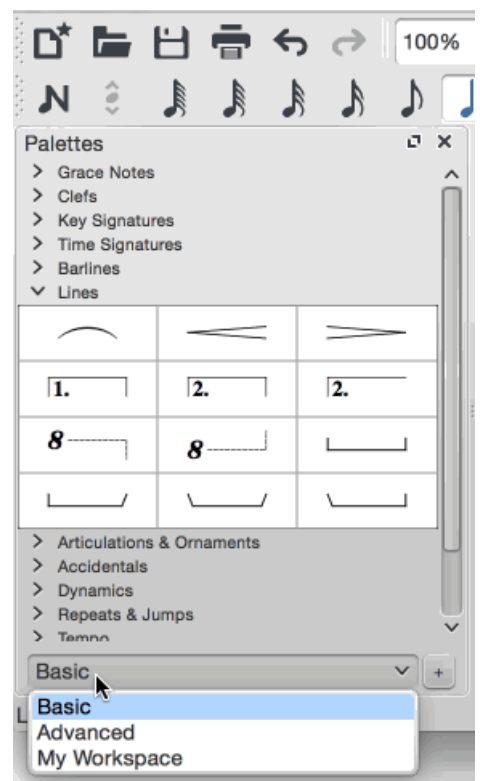 100%
Palettes
Grace Notes
Clefs
Key Signatures
Time Signatures
Barlines
Lines
1. 2. 2.
8 8
Articulations & Ornaments
Accidentals
Dynamics
Repeats & Jumps
Tempo
Basic +
Basic
L
Advanced
My Workspace